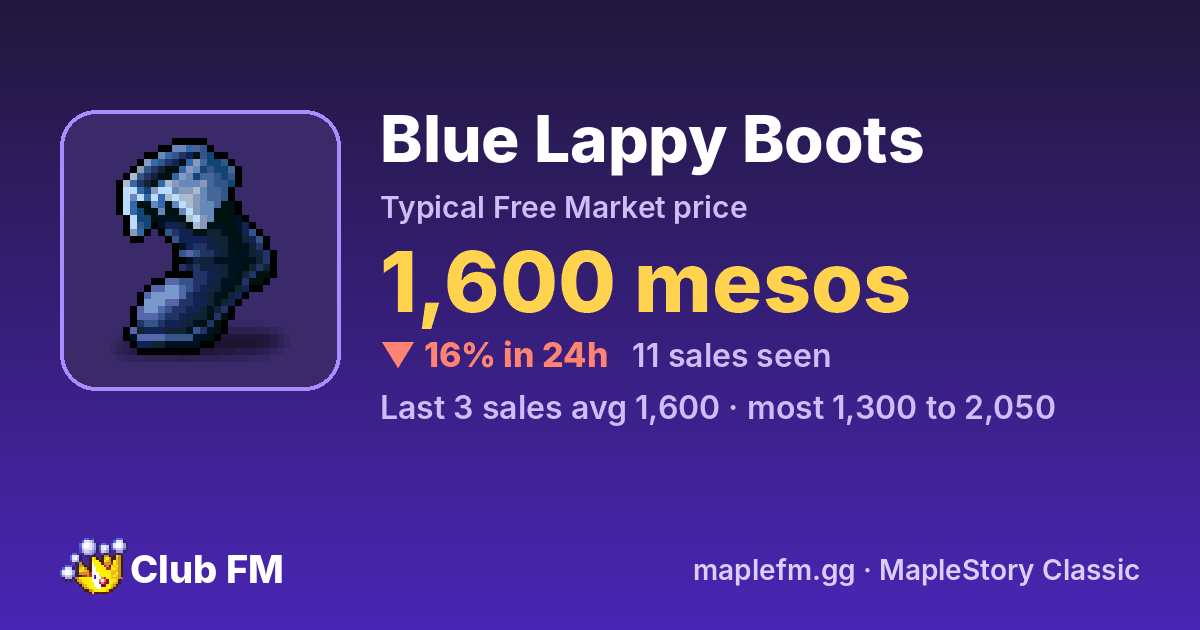 Blue Lappy Boots
Typical Free Market price
1,600 mesos
▼ 16% in 24h 11 sales seen
Last 3 sales avg 1,600 · most 1,300 to 2,050
Club FM
maplefm.gg · MapleStory Classic